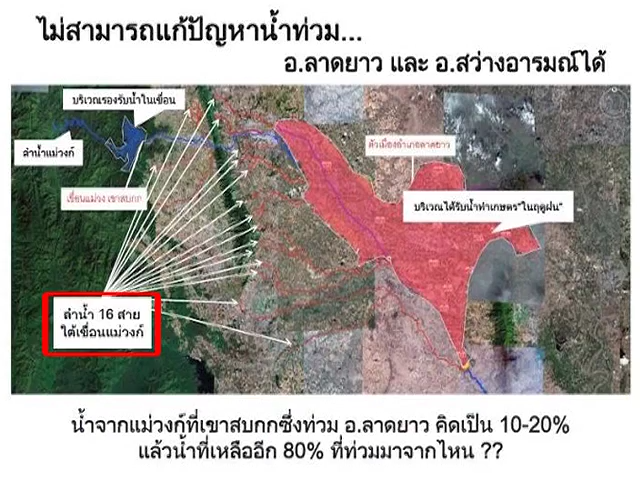 ไม่สามารถแก้ปัญหาน้ำท่วม...
อ.ลาดยาว และ อ.สว่างอารมณ์ได้
บริเวณรองรับน้ำในเขื่อน
ลำน้ำแม่วงก์
ตัวเมืองอำเภอลาดยาว
เขื่อนแม่วง เขาสบกก
บริเวณได้รับน้ำทำเกษตร"ในฤดูฝน"
ลำน้ำ 16 สาย
ใต้เขื่อนแม่วงก์
น้ำจากแม่วงก์ที่เขาสบกกซึ่งท่วม อ.ลาดยาว คิดเป็น 10-20%
แล้วน้ำที่เหลืออีก 80% ที่ท่วมมาจากไหน ??